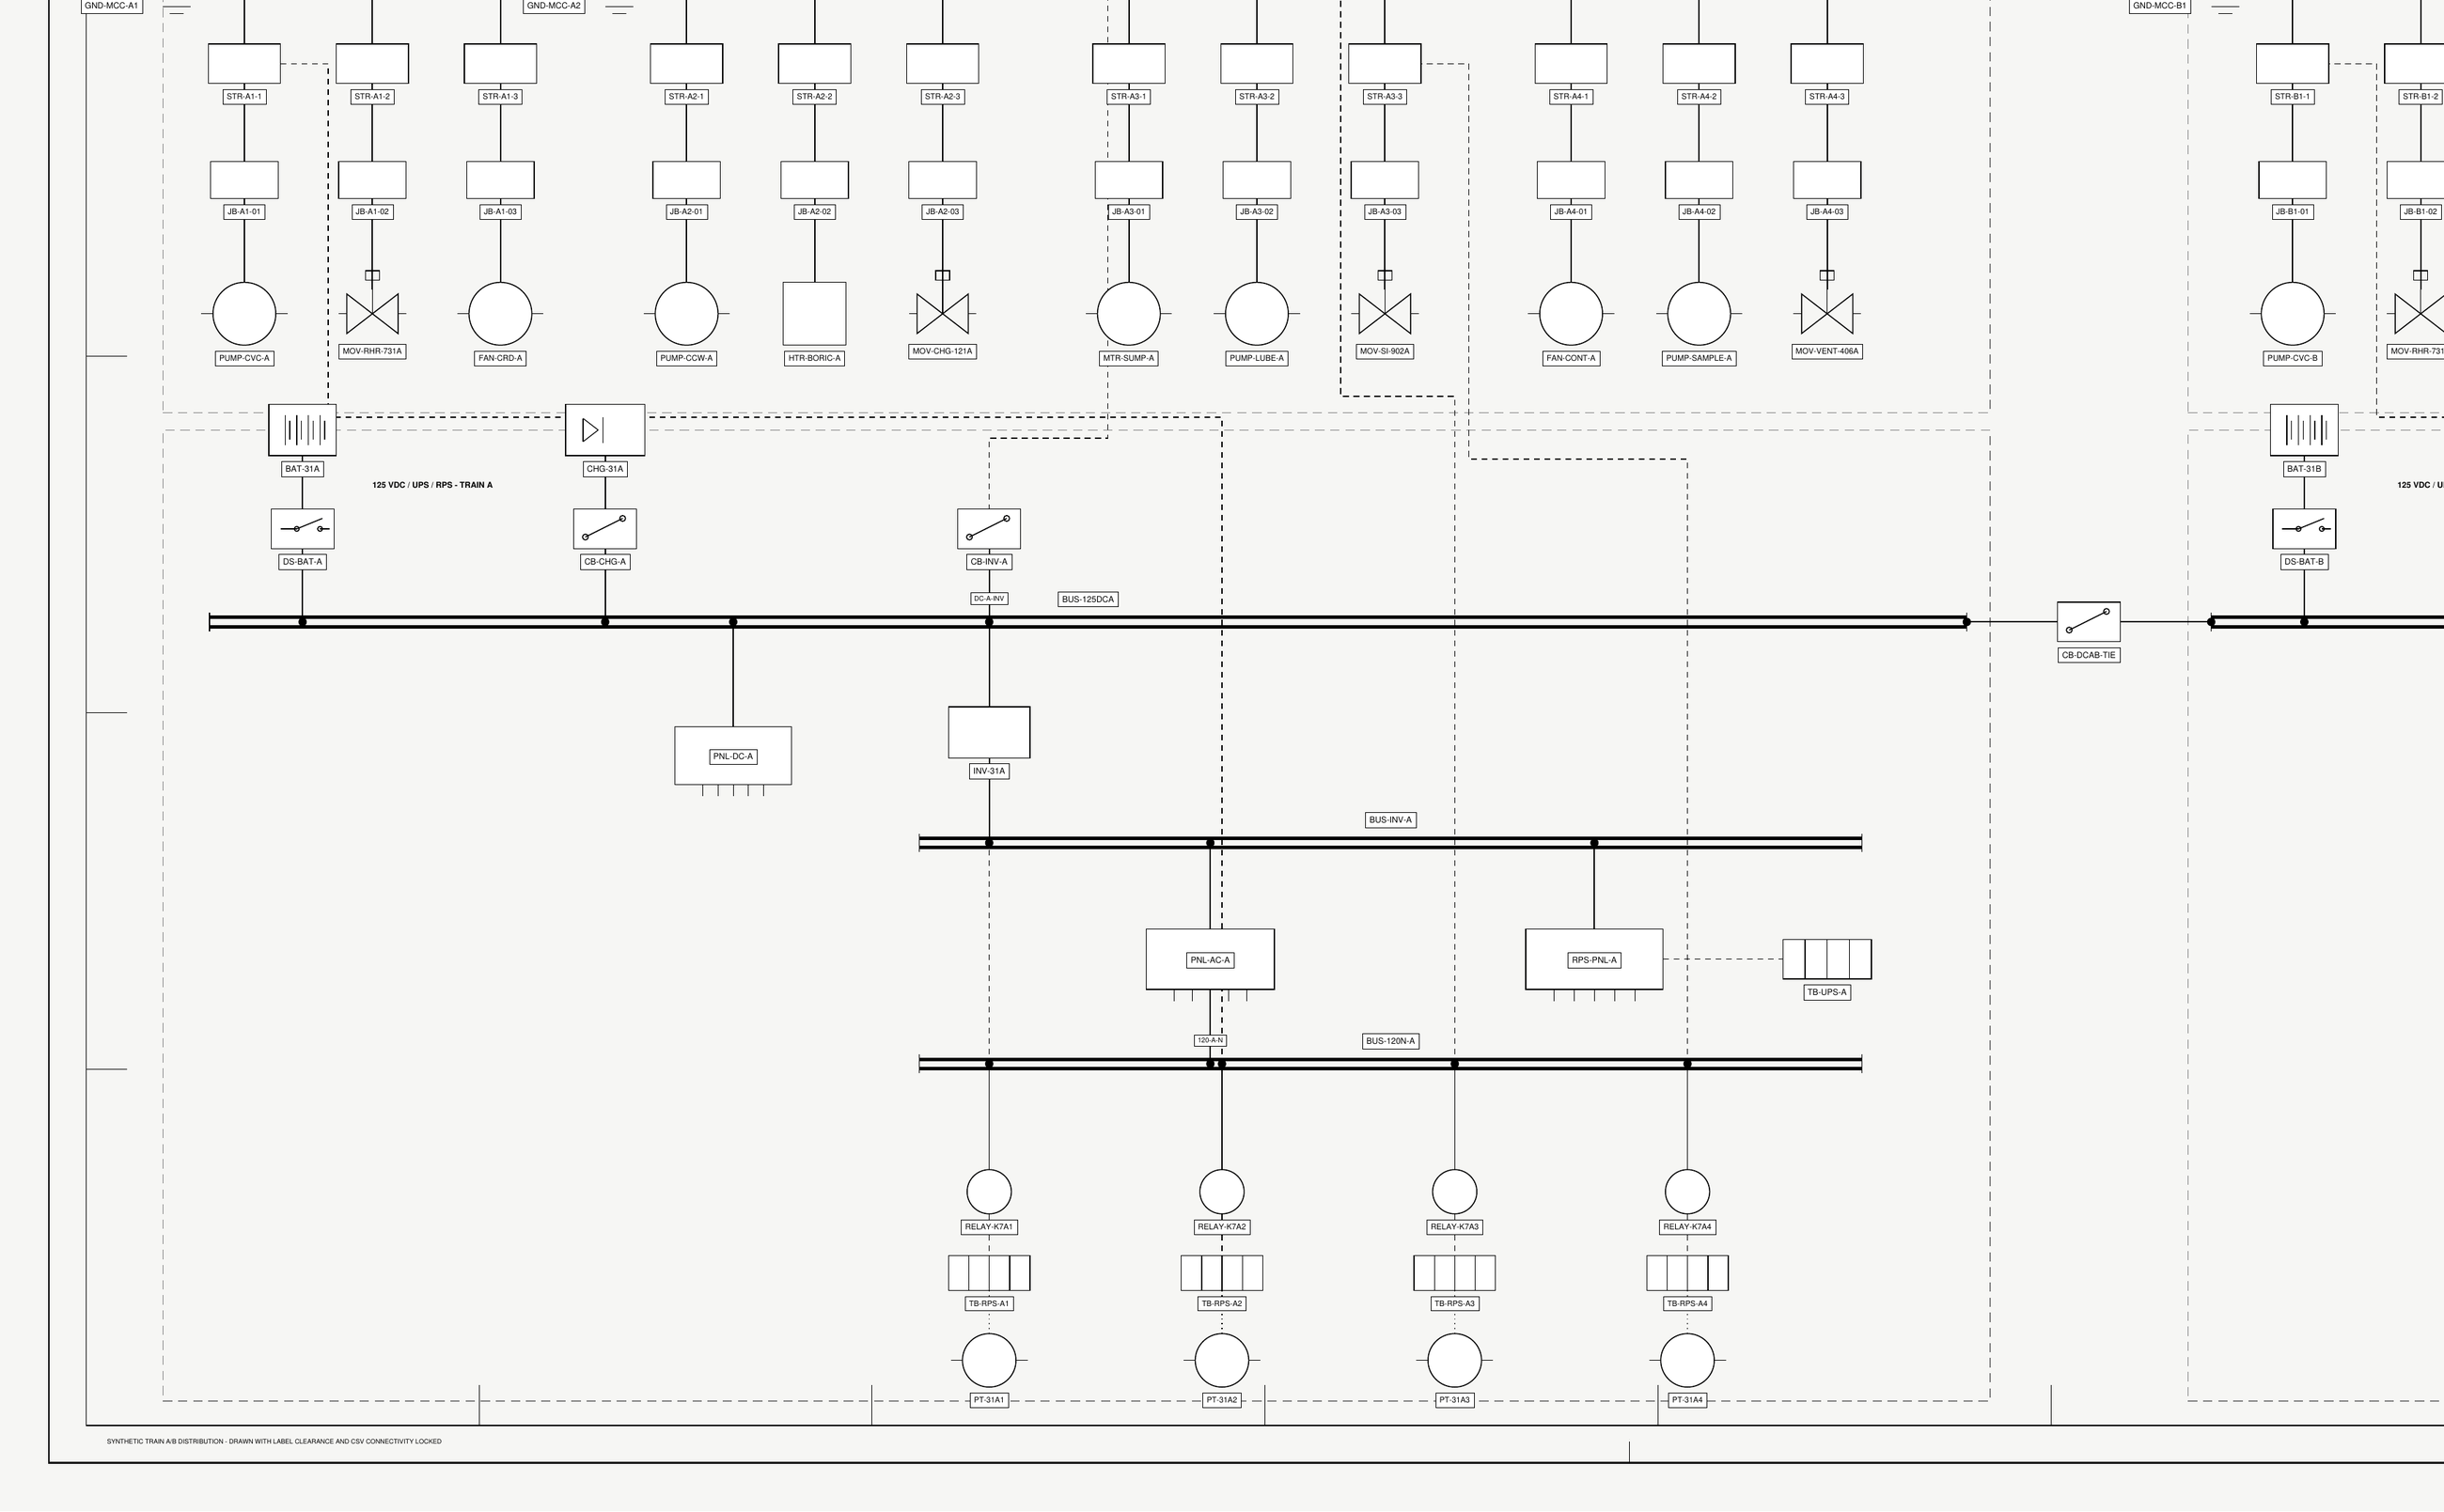 GND-MCC-A1
GND-MCC-A2
GND-MCC-B1
STR-A1-1
STR-A1-2
STR-A1-3
STR-A2-1
STR-A2-2
STR-A2-3
STR-A3-1
STR-A3-2
STR-A3-3
STR-A4-1
STR-A4-2
STR-A4-3
STR-B1-1
STR-B1-2
JB-A1-01
JB-A1-02
JB-A1-03
JB-A2-01
JB-A2-02
JB-A2-03
JB-A3-01
JB-A3-02
JB-A3-03
JB-A4-01
JB-A4-02
JB-A4-03
JB-B1-01
JB-B1-02
PUMP-CVC-A
MOV-RHR-731A
FAN-CRD-A
PUMP-CCW-A
HTR-BORIC-A
MOV-CHG-121A
MTR-SUMP-A
PUMP-LUBE-A
MOV-SI-902A
FAN-CONT-A
PUMP-SAMPLE-A
MOV-VENT-406A
PUMP-CVC-B
MOV-RHR-731
BAT-31A
CHG-31A
BAT-31B
125 VDC / UPS / RPS - TRAIN A
125 VDC / U
DS-BAT-A
CB-CHG-A
CB-INV-A
DS-BAT-B
DC-A-INV
BUS-125DCA
CB-DCAB-TIE
PNL-DC-A
INV-31A
BUS-INV-A
PNL-AC-A
RPS-PNL-A
TB-UPS-A
120-A-N
BUS-120N-A
RELAY-K7A1
RELAY-K7A2
RELAY-K7A3
RELAY-K7A4
TB-RPS-A1
TB-RPS-A2
TB-RPS-A3
TB-RPS-A4
PT-31A1
PT-31A2
PT-31A3
PT-31A4
SYNTHETIC TRAIN A/B DISTRIBUTION - DRAWN WITH LABEL CLEARANCE AND CSV CONNECTIVITY LOCKED